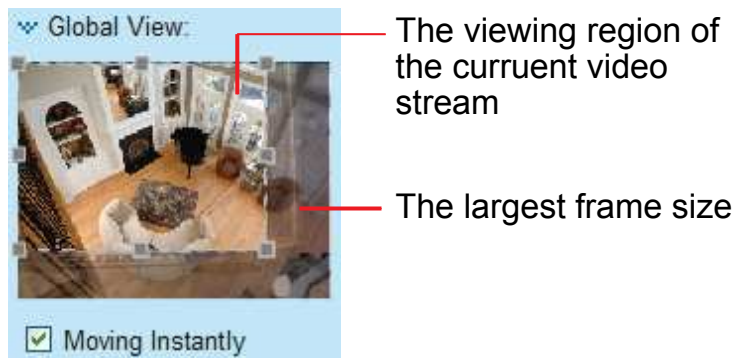 Global View:
The viewing region of
the curruent video
stream
The largest frame size
Moving Instantly